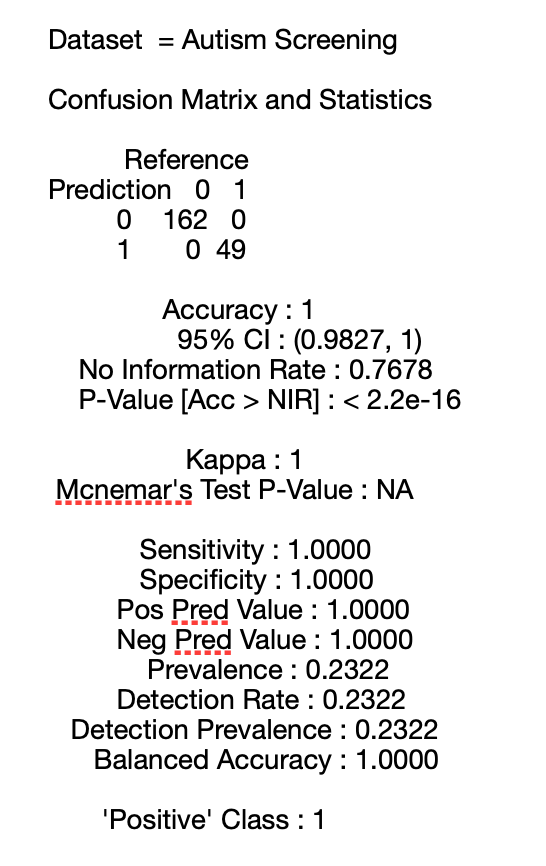 Dataset = Autism Screening
Confusion Matrix and Statistics
Reference
Prediction 0 1
0 162 0
1 0 49
Accuracy : 1
95% CI : (0.9827, 1)
No Information Rate : 0.7678
P-Value [Acc > NIR] : < 2.2e-16
Kappa : 1
Mcnemar's Test P-Value : NA
Sensitivity : 1.0000
Specificity : 1.0000
Pos Pred Value : 1.0000
Neg Pred Value : 1.0000
Prevalence : 0.2322
Detection Rate : 0.2322
Detection Prevalence : 0.2322
Balanced Accuracy : 1.0000
'Positive' Class : 1